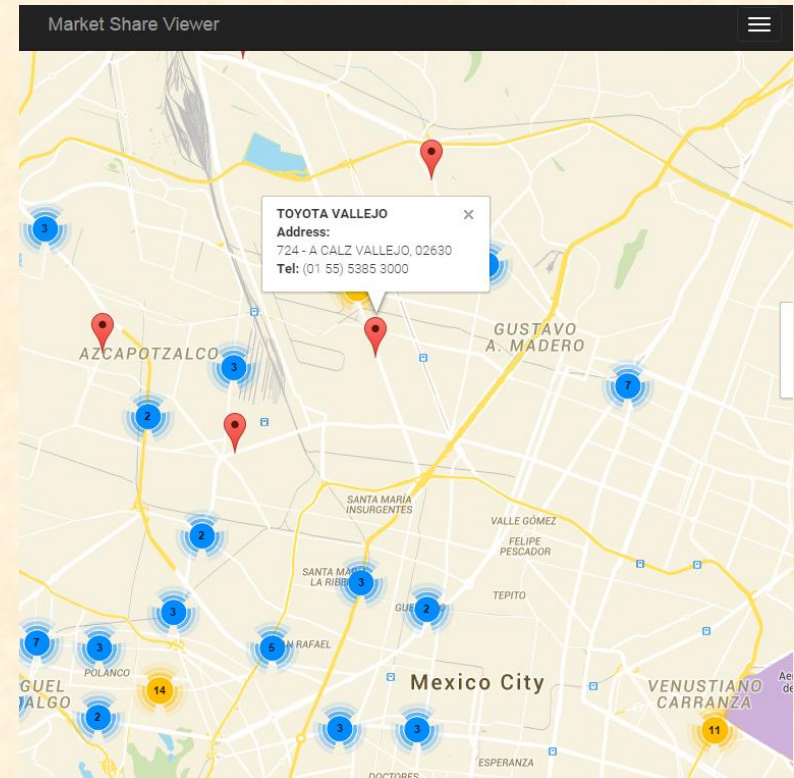 Market Share Viewer
TOYOTA VALLEJO
Address:
724 - A CALZ VALLEJO, 02630
Tel: (01 55) 5385 3000
3
GUSTAVO
A. MADERO
AZCAPOTZALCO
3
7
2
SANTA MARÍA
INSURGENTES
VALLE GÓMEZ
2
FELIPE
PESCADOR
SANTA
LA
3
TEPITO
2
3
7
3
5
RAFAEL
POLANCO
14
Mexico City
VENUSTIANO
CARRANZA
2
3
3
11
ESPERANZA
DOCTORES